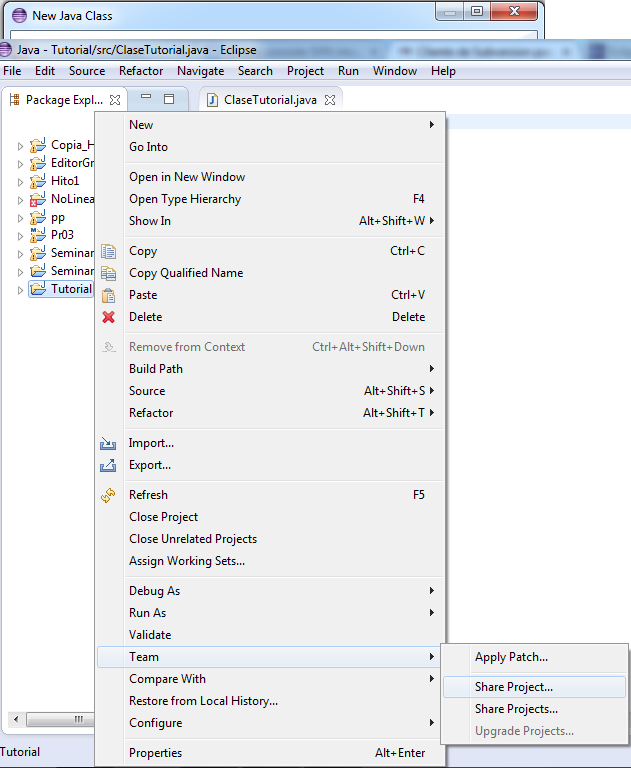 New Java Class
Java - Tutorial/src/ClaseTutorial.java - Eclipse
File Edit Source Refactor Navigate Search Project Run Window Help
Package Expl... ClaseTutorial.java
Copia_H
EditorGr
Hito1
NoLinea
pp
Pr03
Seminar
Seminar
Tutorial
New
Go Into
Open in New Window
Open Type Hierarchy F4
Show In Alt+Shift+W
Copy Ctrl+C
Copy Qualified Name
Paste Ctrl+V
Delete Delete
Remove from Context Ctrl+Alt+Shift+Down
Build Path
Source Alt+Shift+S
Refactor Alt+Shift+T
Import...
Export...
Refresh F5
Close Project
Close Unrelated Projects
Assign Working Sets...
Debug As
Run As
Validate
Team
Compare With
Restore from Local History...
Configure
Properties Alt+Enter
Apply Patch...
Share Project...
Share Projects...
Upgrade Projects...
Tutorial